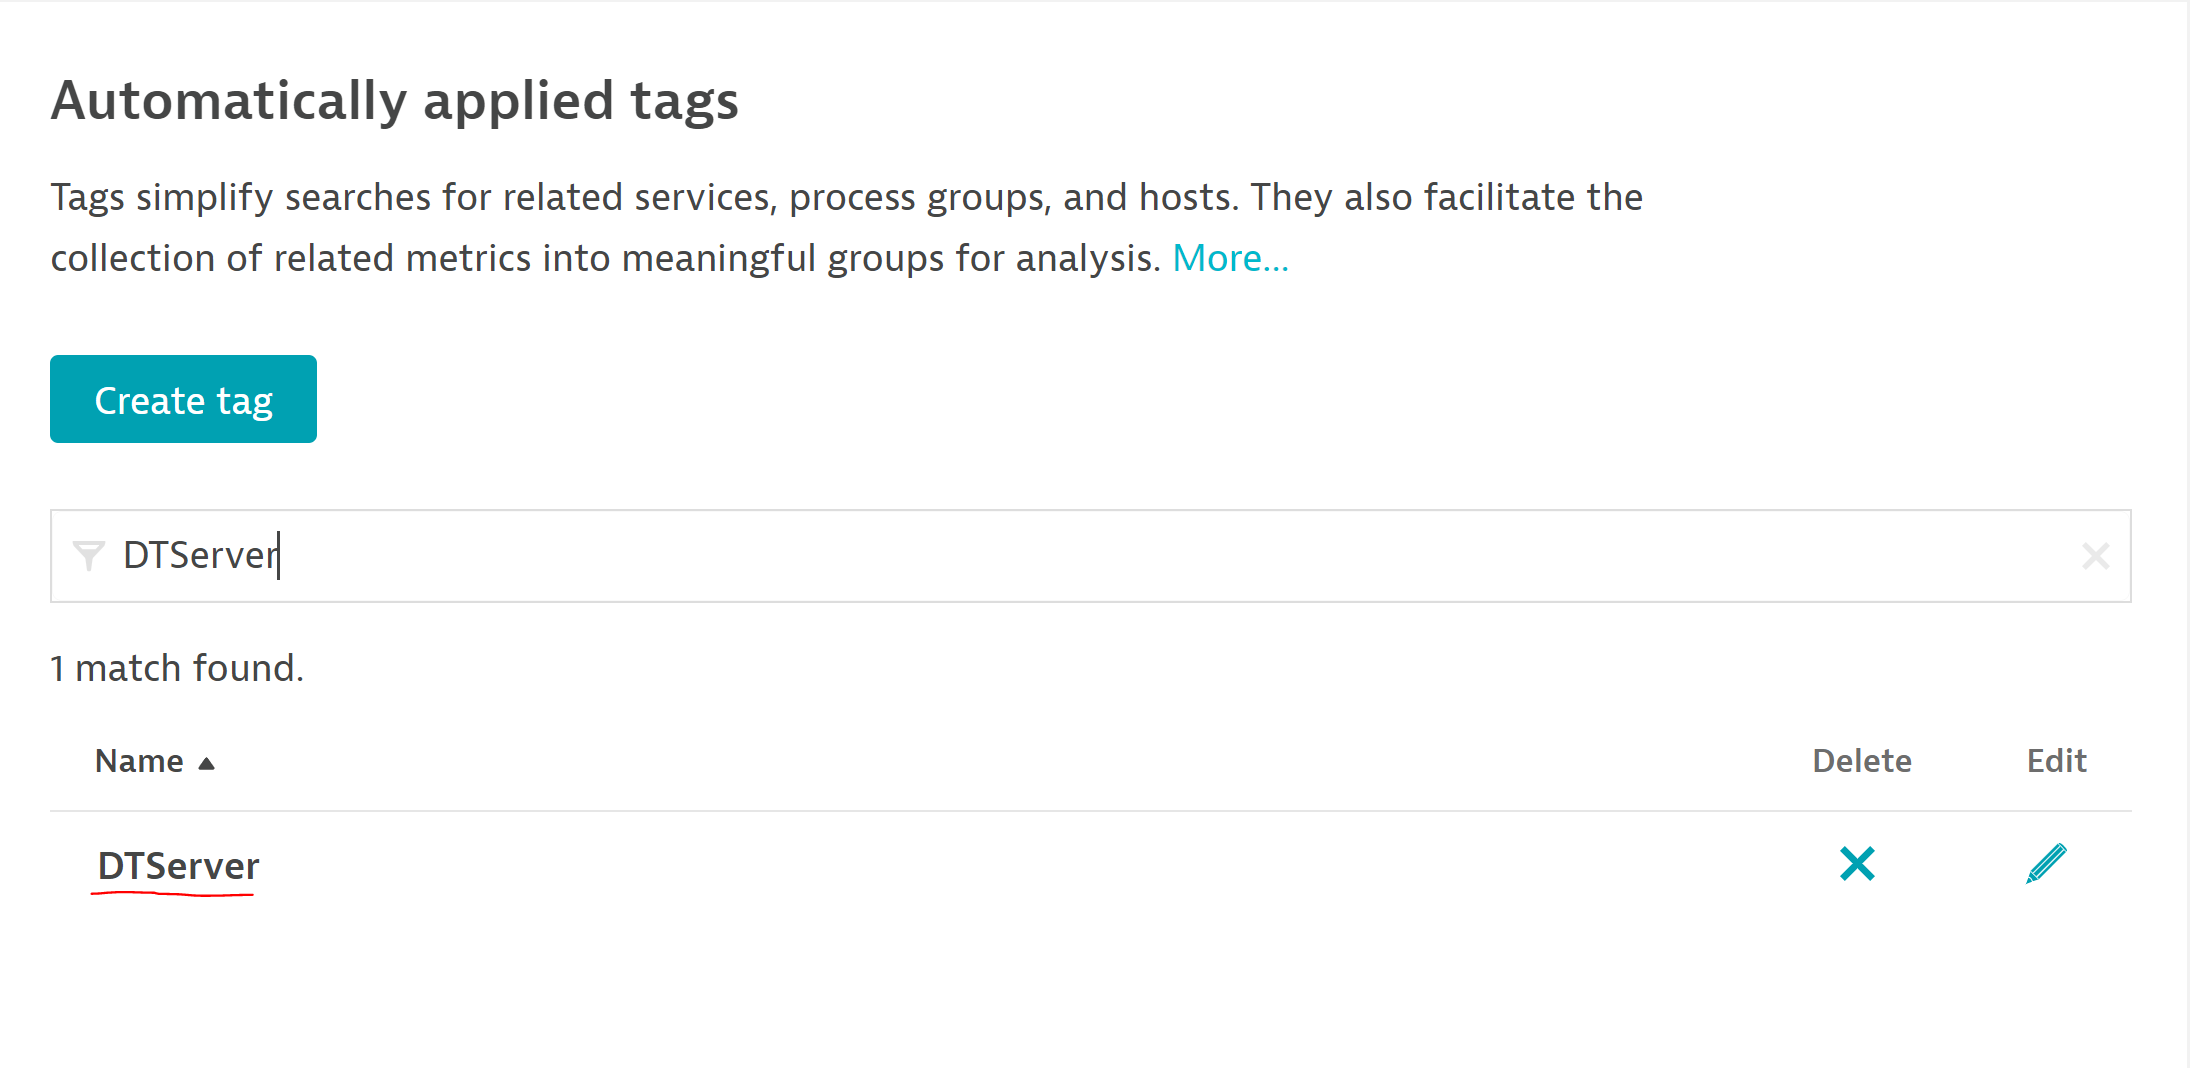 Automatically applied tags
Tags simplify searches for related services, process groups, and hosts. They also facilitate the
collection of related metrics into meaningful groups for analysis. More...
Create tag
DTServer
1 match found.
Name Delete Edit
DTServer